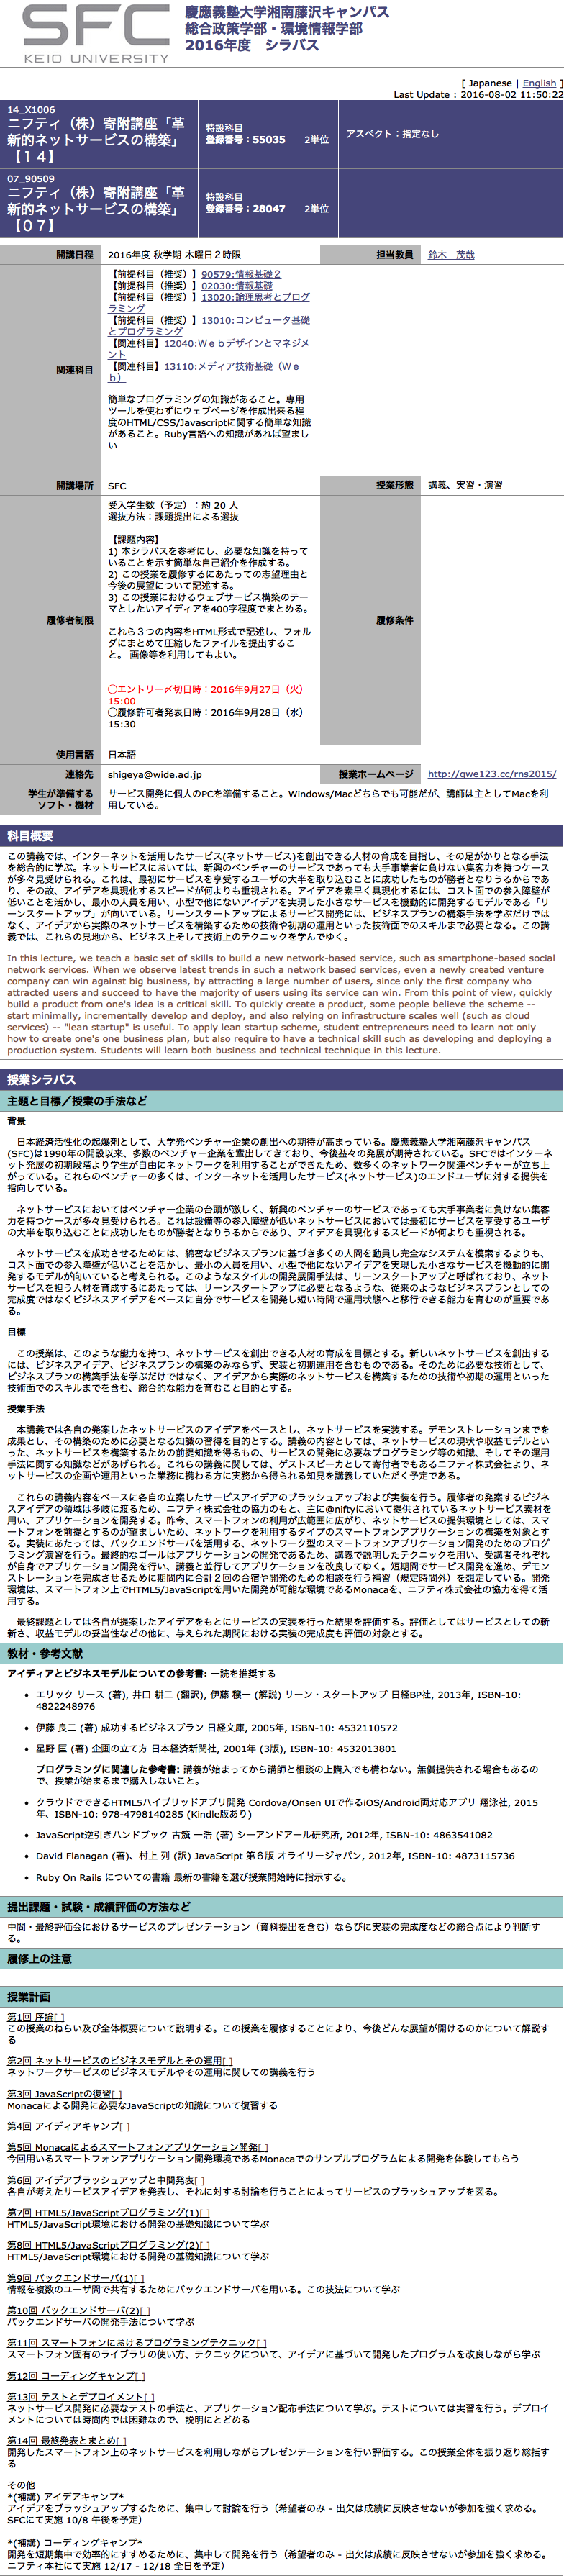 SFC
KEIO UNIVERSITY
慶應義塾大学湘南藤沢キャンパス
総合政策学部・環境情報学部
2016年度　シラバス
[ Japanese | English ]
Last Update : 2016-08-02 11:50:22
14_X1006
ニフティ（株）寄附講座「革
新的ネットサービスの構築」
【１４】
特設科目
登録番号：55035　　2単位
アスペクト：指定なし
07_90509
ニフティ（株）寄附講座「革
新的ネットサービスの構築」
【０７】
特設科目
登録番号：28047　　2単位
開講日程
2016年度 秋学期 木曜日２時限
担当教員
鈴木　茂哉
関連科目
【前提科目（推奨）】90579:情報基礎２
【前提科目（推奨）】02030:情報基礎
【前提科目（推奨）】13020:論理思考とプログ
ラミング
【前提科目（推奨）】13010:コンピュータ基礎
とプログラミング
【関連科目】12040:Ｗｅｂデザインとマネジメ
ント
【関連科目】13110:メディア技術基礎（Ｗｅ
ｂ）
簡単なプログラミングの知識があること。専用
ツールを使わずにウェブページを作成出来る程
度のHTML/CSS/Javascriptに関する簡単な知識
があること。Ruby言語への知識があれば望まし
い
開講場所
SFC
授業形態
講義、実習・演習
履修者制限
受入学生数（予定）：約 20 人
選抜方法：課題提出による選抜
【課題内容】
1) 本シラバスを参考にし、必要な知識を持って
いることを示す簡単な自己紹介を作成する。
2) この授業を履修するにあたっての志望理由と
今後の展望について記述する。
3) この授業におけるウェブサービス構築のテー
マとしたいアイディアを400字程度でまとめる。
これら３つの内容をHTML形式で記述し、フォル
ダにまとめて圧縮したファイルを提出するこ
と。 画像等を利用してもよい。
◯エントリー〆切日時：2016年9月27日（火）
15:00
◯履修許可者発表日時：2016年9月28日（水）
15:30
履修条件
使用言語
日本語
連絡先
shigeya@wide.ad.jp
授業ホームページ
http://qwe123.cc/rns2015/
学生が準備する
ソフト・機材
サービス開発に個人のPCを準備すること。Windows/Macどちらでも可能だが、講師は主としてMacを利
用している。
科目概要
この講義では、インターネットを活用したサービス(ネットサービス)を創出できる人材の育成を目指し、その足がかりとなる手法
を総合的に学ぶ。ネットサービスにおいては、新興のベンチャーのサービスであっても大手事業者に負けない集客力を持つケース
が多々見受けられる。これは、最初にサービスを享受するユーザの大半を取り込むことに成功したものが勝者となりうるからであ
り、その故、アイデアを具現化するスピードが何よりも重視される。アイデアを素早く具現化するには、コスト面での参入障壁が
低いことを活かし、最小の人員を用い、小型で他にないアイデアを実現した小さなサービスを機動的に開発するモデルである「リ
ーンスタートアップ」が向いている。リーンスタートアップによるサービス開発には、ビジネスプランの構築手法を学ぶだけでは
なく、アイデアから実際のネットサービスを構築するための技術や初期の運用といった技術面でのスキルまで必要となる。この講
義では、これらの見地から、ビジネス上そして技術上のテクニックを学んでゆく。
In this lecture, we teach a basic set of skills to build a new network-based service, such as smartphone-based social
network services. When we observe latest trends in such a network based services, even a newly created venture
company can win against big business, by attracting a large number of users, since only the first company who
attracted users and succeed to have the majority of users using its service can win. From this point of view, quickly
build a product from one's idea is a critical skill. To quickly create a product, some people believe the scheme --
start minimally, incrementally develop and deploy, and also relying on infrastructure scales well (such as cloud
services) -- "lean startup" is useful. To apply lean startup scheme, student entrepreneurs need to learn not only
how to create one's one business plan, but also require to have a technical skill such as developing and deploying a
production system. Students will learn both business and technical technique in this lecture.
授業シラバス
主題と目標／授業の手法など
背景
日本経済活性化の起爆剤として、大学発ベンチャー企業の創出への期待が高まっている。慶應義塾大学湘南藤沢キャンパス
(SFC)は1990年の開設以来、多数のベンチャー企業を輩出してきており、今後益々の発展が期待されている。SFCではインターネ
ット発展の初期段階より学生が自由にネットワークを利用することができたため、数多くのネットワーク関連ベンチャーが立ち上
がっている。これらのベンチャーの多くは、インターネットを活用したサービス(ネットサービス)のエンドユーザに対する提供を
指向している。
ネットサービスにおいてはベンチャー企業の台頭が激しく、新興のベンチャーのサービスであっても大手事業者に負けない集客
力を持つケースが多々見受けられる。これは設備等の参入障壁が低いネットサービスにおいては最初にサービスを享受するユーザ
の大半を取り込むことに成功したものが勝者となりうるからであり、アイデアを具現化するスピードが何よりも重視される。
ネットサービスを成功させるためには、綿密なビジネスプランに基づき多くの人間を動員し完全なシステムを模索するよりも、
コスト面での参入障壁が低いことを活かし、最小の人員を用い、小型で他にないアイデアを実現した小さなサービスを機動的に開
発するモデルが向いていると考えられる。このようなスタイルの開発展開手法は、リーンスタートアップと呼ばれており、ネット
サービスを担う人材を育成するにあたっては、リーンスタートアップに必要となるような、従来のようなビジネスプランとしての
完成度ではなくビジネスアイデアをベースに自分でサービスを開発し短い時間で運用状態へと移行できる能力を育むのが重要であ
る。
目標
この授業は、このような能力を持つ、ネットサービスを創出できる人材の育成を目標とする。新しいネットサービスを創出する
には、ビジネスアイデア、ビジネスプランの構築のみならず、実装と初期運用を含むものである。そのために必要な技術として、
ビジネスプランの構築手法を学ぶだけではなく、アイデアから実際のネットサービスを構築するための技術や初期の運用といった
技術面でのスキルまでを含む、総合的な能力を育むこと目的とする。
授業手法
本講義では各自の発案したネットサービスのアイデアをベースとし、ネットサービスを実装する。デモンストレーションまでを
成果とし、その構築のために必要となる知識の習得を目的とする。講義の内容としては、ネットサービスの現状や収益モデルとい
った、ネットサービスを構築するための前提知識を得るもの、サービスの開発に必要なプログラミング等の知識、そしてその運用
手法に関する知識などがあげられる。これらの講義に関しては、ゲストスピーカとして寄付者でもあるニフティ株式会社より、ネ
ットサービスの企画や運用といった業務に携わる方に実務から得られる知見を講義していただく予定である。
これらの講義内容をベースに各自の立案したサービスアイデアのブラッシュアップおよび実装を行う。履修者の発案するビジネ
スアイデアの領域は多岐に渡るため、ニフティ株式会社の協力のもと、主に@niftyにおいて提供されているネットサービス素材を
用い、アプリケーションを開発する。昨今、スマートフォンの利用が広範囲に広がり、ネットサービスの提供環境としては、スマ
ートフォンを前提とするのが望ましいため、ネットワークを利用するタイプのスマートフォンアプリケーションの構築を対象とす
る。実装にあたっては、バックエンドサーバを活用する、ネットワーク型のスマートフォンアプリケーション開発のためのプログ
ラミング演習を行う。最終的なゴールはアプリケーションの開発であるため、講義で説明したテクニックを用い、受講者それぞれ
が自身でアプリケーション開発を行い、講義と並行してアプリケーションを改良してゆく。短期間でサービス開発を進め、デモン
ストレーションを完成させるために期間内に合計２回の合宿や開発のための相談を行う補習（規定時間外）を想定している。開発
環境は、スマートフォン上でHTML5/JavaScriptを用いた開発が可能な環境であるMonacaを、ニフティ株式会社の協力を得て活
用する。
最終課題としては各自が提案したアイデアをもとにサービスの実装を行った結果を評価する。評価としてはサービスとしての斬
新さ、収益モデルの妥当性などの他に、与えられた期間における実装の完成度も評価の対象とする。
教材・参考文献
アイディアとビジネスモデルについての参考書: 一読を推奨する
• エリック リース (著), 井口 耕二 (翻訳), 伊藤 穣一 (解説) リーン・スタートアップ 日経BP社, 2013年, ISBN-10:
4822248976
• 伊藤 良二 (著) 成功するビジネスプラン 日経文庫, 2005年, ISBN-10: 4532110572
• 星野 匡 (著) 企画の立て方 日本経済新聞社, 2001年 (3版), ISBN-10: 4532013801
プログラミングに関連した参考書: 講義が始まってから講師と相談の上購入でも構わない。無償提供される場合もあるの
で、授業が始まるまで購入しないこと。
• クラウドでできるHTML5ハイブリッドアプリ開発 Cordova/Onsen UIで作るiOS/Android両対応アプリ 翔泳社, 2015
年、ISBN-10: 978-4798140285 (Kindle版あり)
• JavaScript逆引きハンドブック 古籏 一浩 (著) シーアンドアール研究所, 2012年, ISBN-10: 4863541082
• David Flanagan (著)、村上 列 (訳) JavaScript 第６版 オライリージャパン, 2012年, ISBN-10: 4873115736
• Ruby On Rails についての書籍 最新の書籍を選び授業開始時に指示する。
提出課題・試験・成績評価の方法など
中間・最終評価会におけるサービスのプレゼンテーション（資料提出を含む）ならびに実装の完成度などの総合点により判断す
る。
履修上の注意
授業計画
第1回 序論[ ]
この授業のねらい及び全体概要について説明する。この授業を履修することにより、今後どんな展望が開けるのかについて解説す
る
第2回 ネットサービスのビジネスモデルとその運用[ ]
ネットワークサービスのビジネスモデルやその運用に関しての講義を行う
第3回 JavaScriptの復習[ ]
Monacaによる開発に必要なJavaScriptの知識について復習する
第4回 アイディアキャンプ[ ]
第5回 Monacaによるスマートフォンアプリケーション開発[ ]
今回用いるスマートフォンアプリケーション開発環境であるMonacaでのサンプルプログラムによる開発を体験してもらう
第6回 アイデアブラッシュアップと中間発表[ ]
各自が考えたサービスアイデアを発表し、それに対する討論を行うことによってサービスのブラッシュアップを図る。
第7回 HTML5/JavaScriptプログラミング(1)[ ]
HTML5/JavaScript環境における開発の基礎知識について学ぶ
第8回 HTML5/JavaScriptプログラミング(2)[ ]
HTML5/JavaScript環境における開発の基礎知識について学ぶ
第9回 バックエンドサーバ(1)[ ]
情報を複数のユーザ間で共有するためにバックエンドサーバを用いる。この技法について学ぶ
第10回 バックエンドサーバ(2)[ ]
バックエンドサーバの開発手法について学ぶ
第11回 スマートフォンにおけるプログラミングテクニック[ ]
スマートフォン固有のライブラリの使い方、テクニックについて、アイデアに基づいて開発したプログラムを改良しながら学ぶ
第12回 コーディングキャンプ[ ]
第13回 テストとデプロイメント[ ]
ネットサービス開発に必要なテストの手法と、アプリケーション配布手法について学ぶ。テストについては実習を行う。デプロイ
メントについては時間内では困難なので、説明にとどめる
第14回 最終発表とまとめ[ ]
開発したスマートフォン上のネットサービスを利用しながらプレゼンテーションを行い評価する。この授業全体を振り返り総括す
る
その他
*(補講) アイデアキャンプ*
アイデアをブラッシュアップするために、集中して討論を行う（希望者のみ - 出欠は成績に反映させないが参加を強く求める。
SFCにて実施 10/8 午後を予定）
*(補講) コーディングキャンプ*
開発を短期集中で効率的にすすめるために、集中して開発を行う（希望者のみ - 出欠は成績に反映させないが参加を強く求める。
ニフティ本社にて実施 12/17 - 12/18 全日を予定）